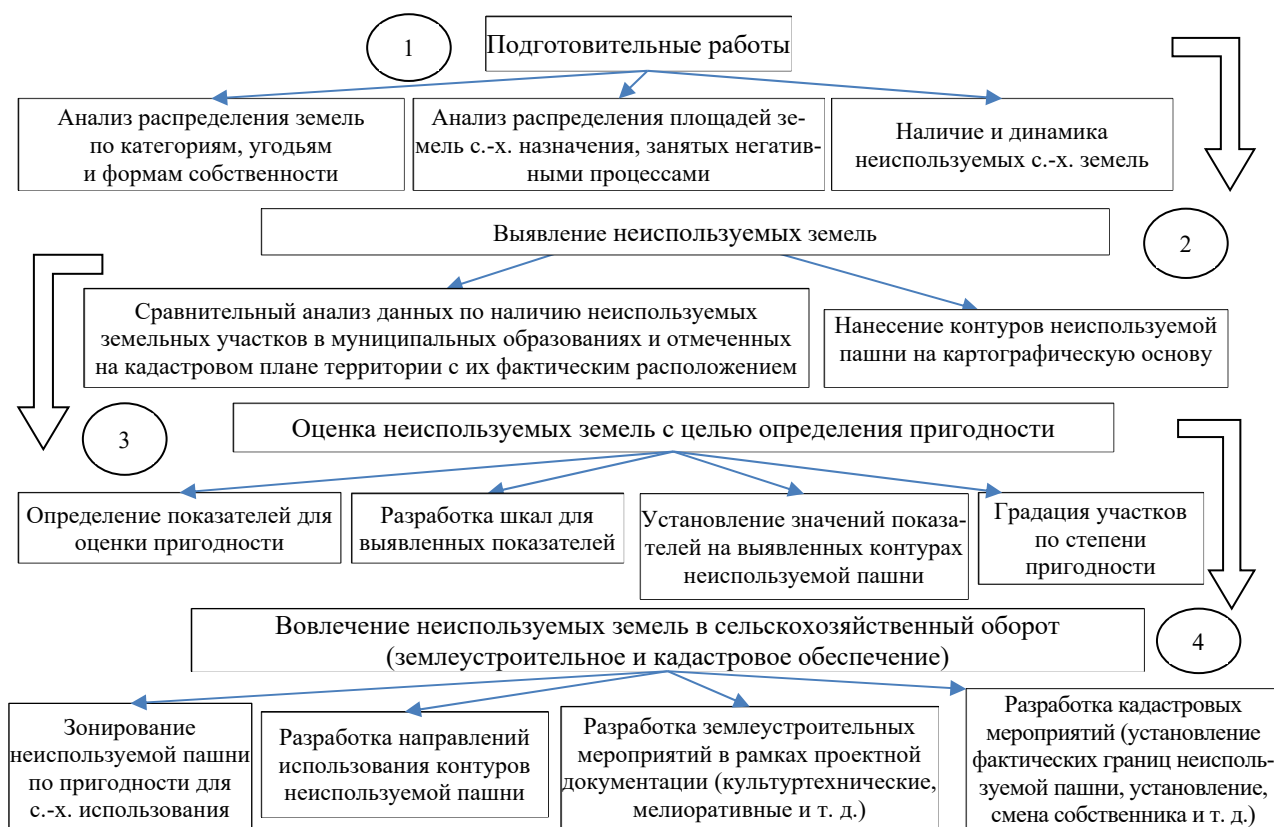 1
Подготовительные работы
Анализ распределения земель
по категориям, угодьям
и формам собственности
Анализ распределения площадей зе-
мель с.-х. назначения, занятых негатив-
ными процессами
Наличие и динамика
неиспользуемых с.-х. земель
2
Выявление неиспользуемых земель
Сравнительный анализ данных по наличию неиспользуемых
земельных участков в муниципальных образованиях и отмеченных
на кадастровом плане территории с их фактическим расположением
Нанесение контуров неиспользуемой
пашни на картографическую основу
3
Оценка неиспользуемых земель с целью определения пригодности
Определение показателей для
оценки пригодности
Разработка шкал для
выявленных показателей
Установление значений показа-
телей на выявленных контурах
неиспользуемой пашни
Градация участков
по степени
пригодности
4
Вовлечение неиспользуемых земель в сельскохозяйственный оборот
(землеустроительное и кадастровое обеспечение)
Зонирование
неиспользуемой пашни
по пригодности для
с.-х. использования
Разработка направлений
использования контуров
неиспользуемой пашни
Разработка землеустроительных
мероприятий в рамках проектной
документации (культуртехнические,
мелиоративные и т. д.)
Разработка кадастровых
мероприятий (установление
фактических границ неисполь-
зуемой пашни, установление,
смена собственника и т. д.)